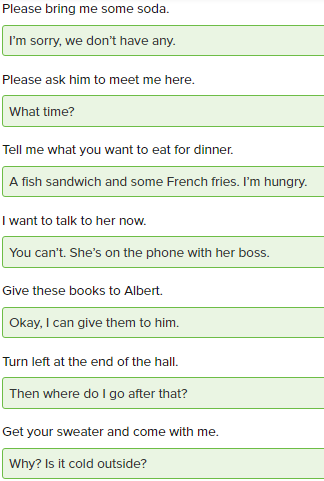 Please bring me some soda.
I'm sorry, we don't have any.
Please ask him to meet me here.
What time?
Tell me what you want to eat for dinner.
A fish sandwich and some French fries. I'm hungry.
I want to talk to her now.
You can't. She's on the phone with her boss.
Give these books to Albert.
Okay, I can give them to him.
Turn left at the end of the hall.
Then where do I go after that?
Get your sweater and come with me.
Why? Is it cold outside?